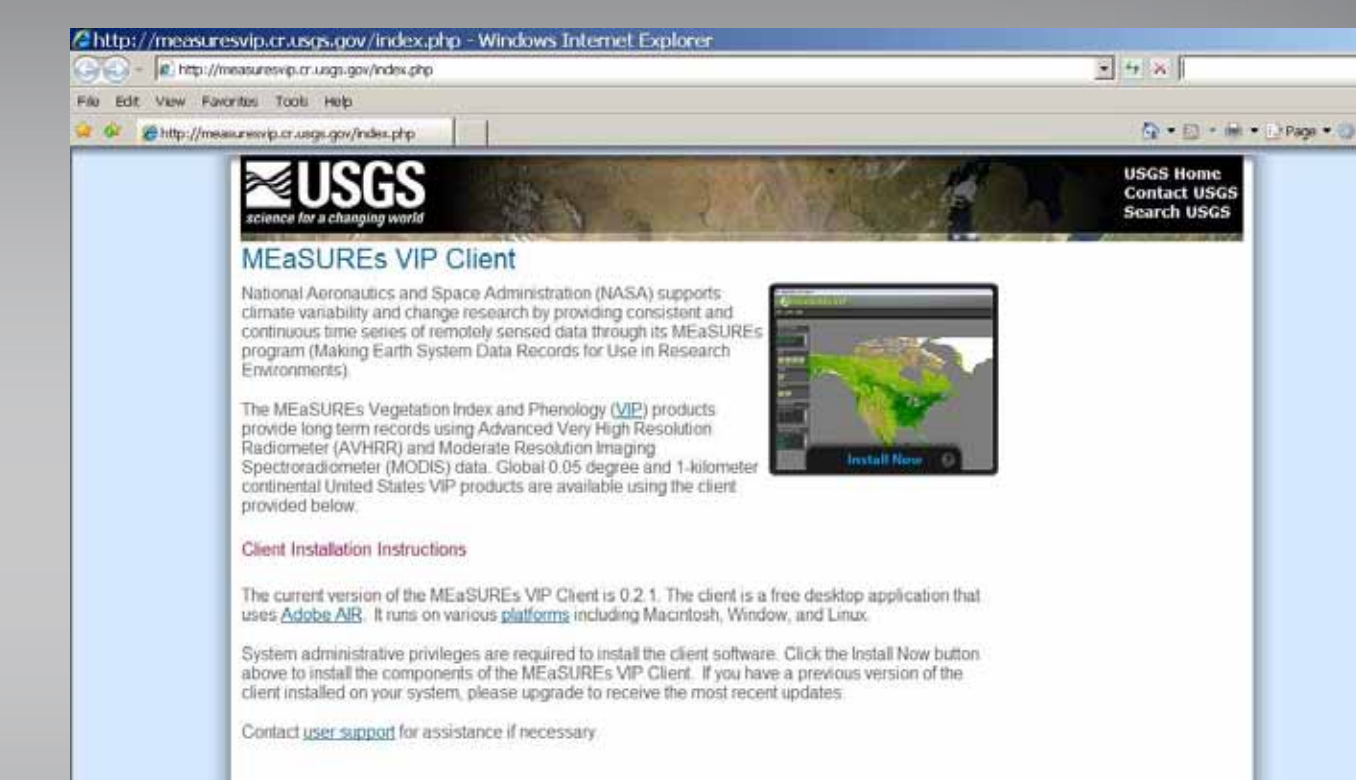 http://measuresvip.cr.usgs.gov/index.php - Windows Internet Explorer
http://measuresvip.cr.usgs.gov/index.php
File Edit View Favorites Tools Help
http://measuresvip.cr.usgs.gov/index.php
Page
USGS
science for a changing world
USGS Home
Contact USGS
Search USGS
MEaSUREs VIP Client
National Aeronautics and Space Administration (NASA) supports
climate variability and change research by providing consistent and
continuous time series of remotely sensed data through its MEaSUREs
program (Making Earth System Data Records for Use in Research
Environments).
The MEaSUREs Vegetation Index and Phenology (VIP) products
provide long term records using Advanced Very High Resolution
Radiometer (AVHRR) and Moderate Resolution Imaging
Spectroradiometer (MODIS) data. Global 0.05 degree and 1-kilometer
continental United States VIP products are available using the client
provided below.
Install Now
Client Installation Instructions
The current version of the MEaSUREs VIP Client is 0.2.1. The client is a free desktop application that
uses Adobe AIR. It runs on various platforms including Macintosh, Window, and Linux.
System administrative privileges are required to install the client software. Click the Install Now button
above to install the components of the MEaSUREs VIP Client. If you have a previous version of the
client installed on your system, please upgrade to receive the most recent updates.
Contact user support for assistance if necessary.